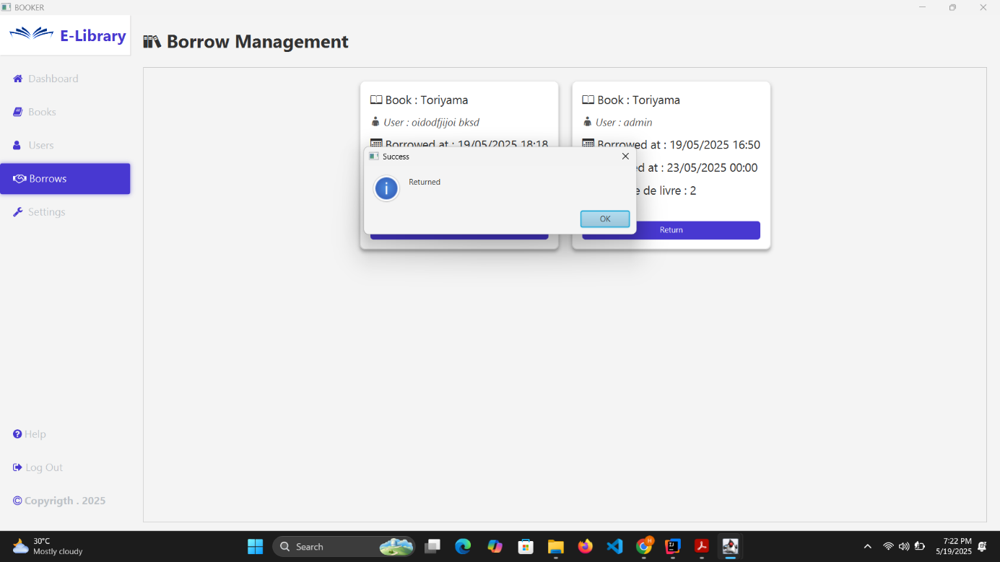 BOOKER
E-Library
Borrow Management
Dashboard
Books
Users
Borrows
Settings
Help
Log Out
© Copyrigth . 2025
Book : Toriyama
User : oidodfjijoi bksd
Borrowed at : 19/05/2025 18:18
Book : Toriyama
User : admin
Borrowed at : 19/05/2025 16:50
d at : 23/05/2025 00:00
e de livre : 2
Return
Success
Returned
OK
30°C
Mostly cloudy
Search
7:22 PM
5/19/2025